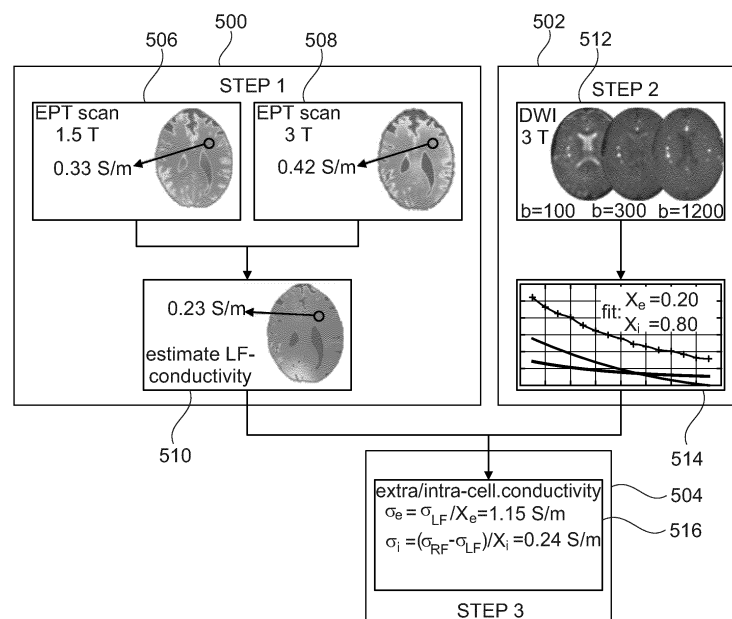 506
500
508
502
512
STEP 1
EPT scan
1.5 T
0.33 S/m
EPT scan
3 T
0.42 S/m
0.23 S/m
estimate LF-
conductivity
510
STEP 2
DWI
3 T
b=100 b=300 b=1200
fit: Xe=0.20
Xi=0.80
514
extra/intra-cell.conductivity
σe=σLF/Xe=1.15 S/m
σi=(σRF-σLF)/Xi=0.24 S/m
504
516
STEP 3